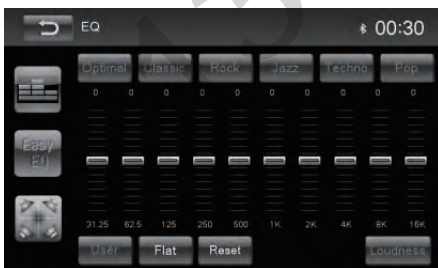 EQ 00:30
Optimal Classic Rock Jazz Techno Pop
0 0 0 0 0 0 0 0 0 0
Easy
EQ
31.25 62.5 125 250 500 1K 2K 4K 8K 16K
User Flat Reset Loudness